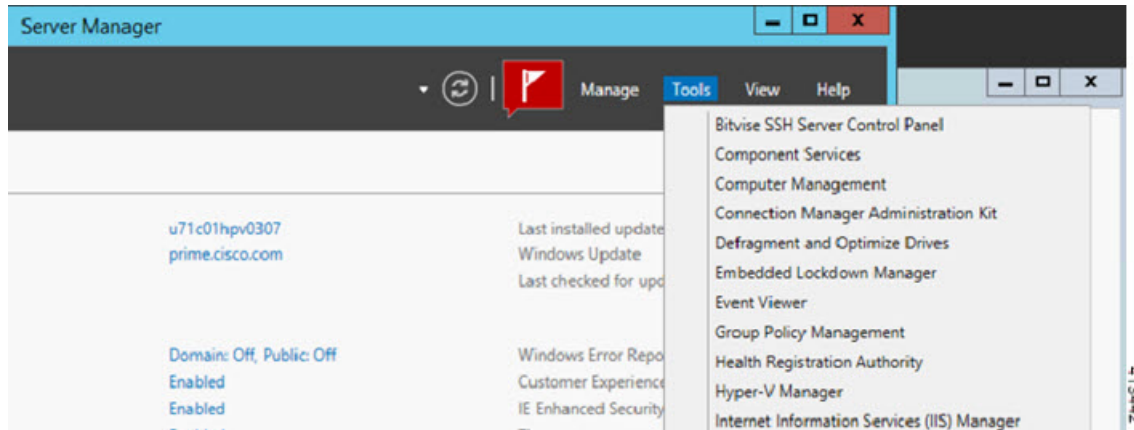 Server Manager
Manage Tools View Help
Bitvise SSH Server Control Panel
Component Services
Computer Management
Connection Manager Administration Kit
Defragment and Optimize Drives
Embedded Lockdown Manager
Event Viewer
Group Policy Management
Health Registration Authority
Hyper-V Manager
Internet Information Services (IIS) Manager
u71c01hpv0307
prime.cisco.com
Last installed update
Windows Update
Last checked for upd
Domain: Off, Public: Off
Enabled
Enabled
Windows Error Repo
Customer Experience
IE Enhanced Security